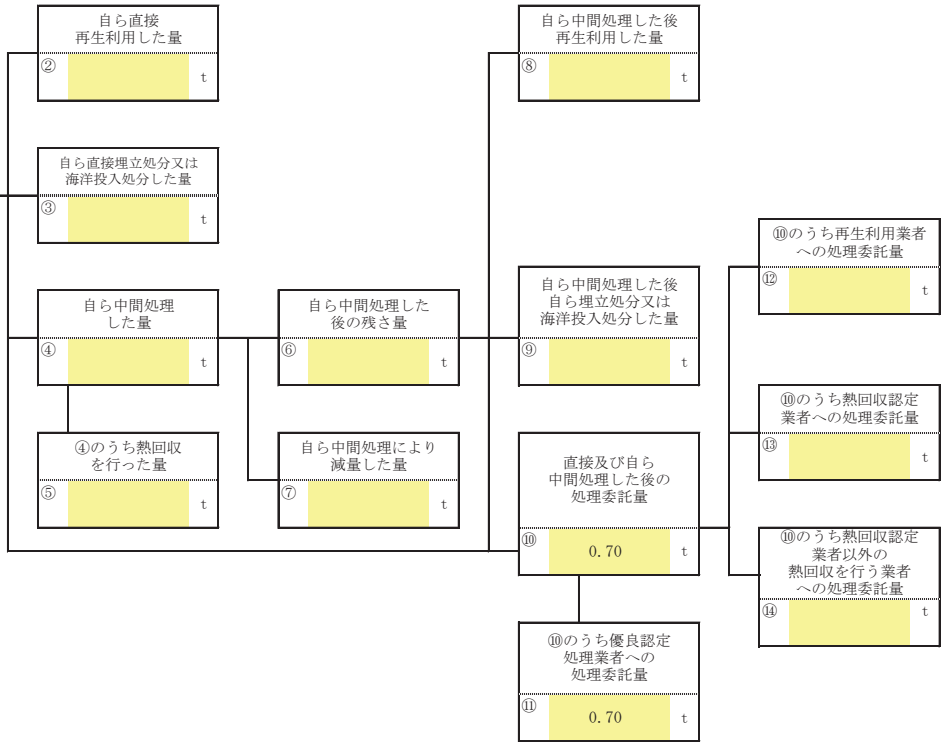 自ら直接
再生利用した量
②
t
自ら中間処理した後
再生利用した量
⑧
t
自ら直接埋立処分又は
海洋投入処分した量
③
t
⑩のうち再生利用業者
への処理委託量
⑫
t
自ら中間処理
した量
④
t
自ら中間処理した
後の残さ量
⑥
t
自ら中間処理した後
自ら埋立処分又は
海洋投入処分した量
⑨
t
⑩のうち熱回収認定
業者への処理委託量
⑬
t
④のうち熱回収
を行った量
⑤
t
自ら中間処理により
減量した量
⑦
t
直接及び自ら
中間処理した後の
処理委託量
⑩
0.70
t
⑩のうち熱回収認定
業者以外の
熱回収を行う業者
への処理委託量
⑭
t
⑩のうち優良認定
処理業者への
処理委託量
⑪
0.70
t